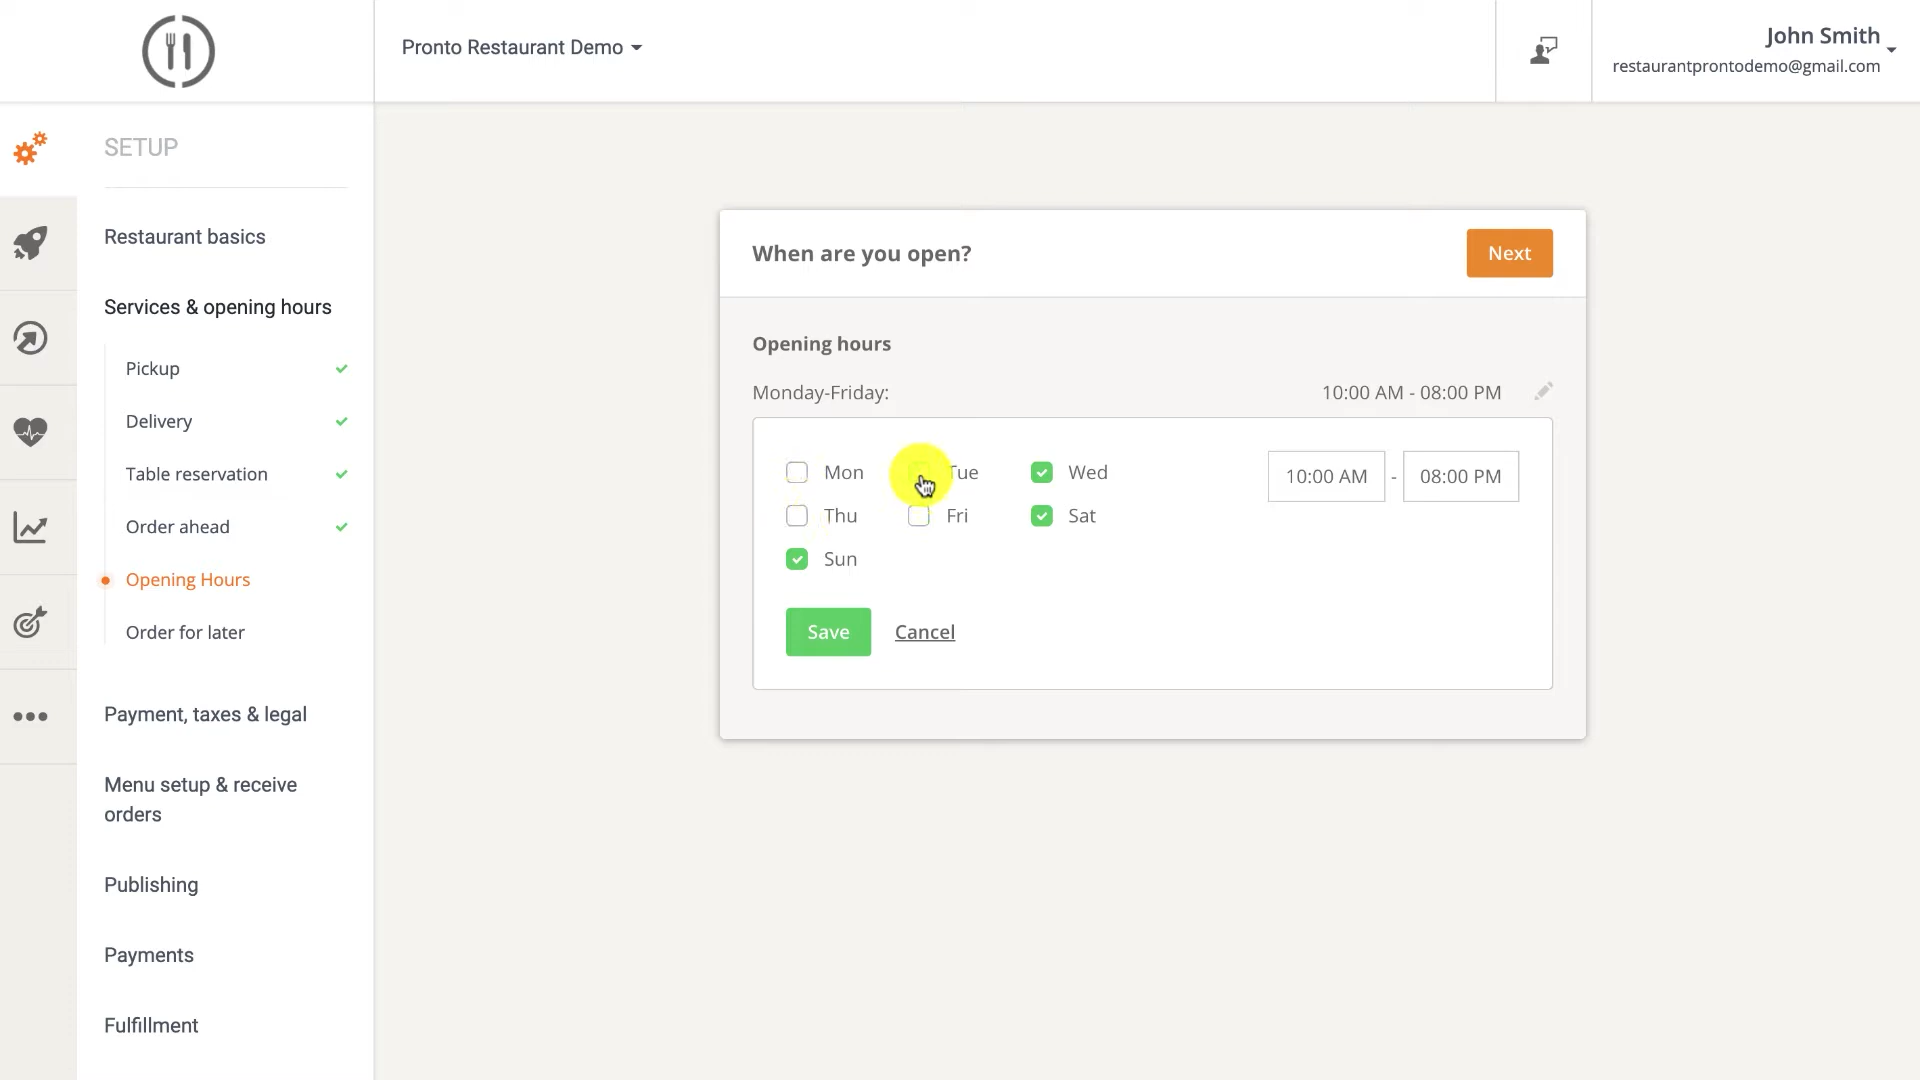 Pronto Restaurant Demo
John Smith
restaurantprontodemo@gmail.com
SETUP
Restaurant basics
Services & opening hours
Pickup
Delivery
Table reservation
Order ahead
Opening Hours
Order for later
Payment, taxes & legal
Menu setup & receive
orders
Publishing
Payments
Fulfillment
When are you open?
Next
Opening hours
Monday-Friday: 10:00 AM - 08:00 PM
Mon Tue Wed 10:00 AM - 08:00 PM
Thu Fri Sat
Sun
Save Cancel